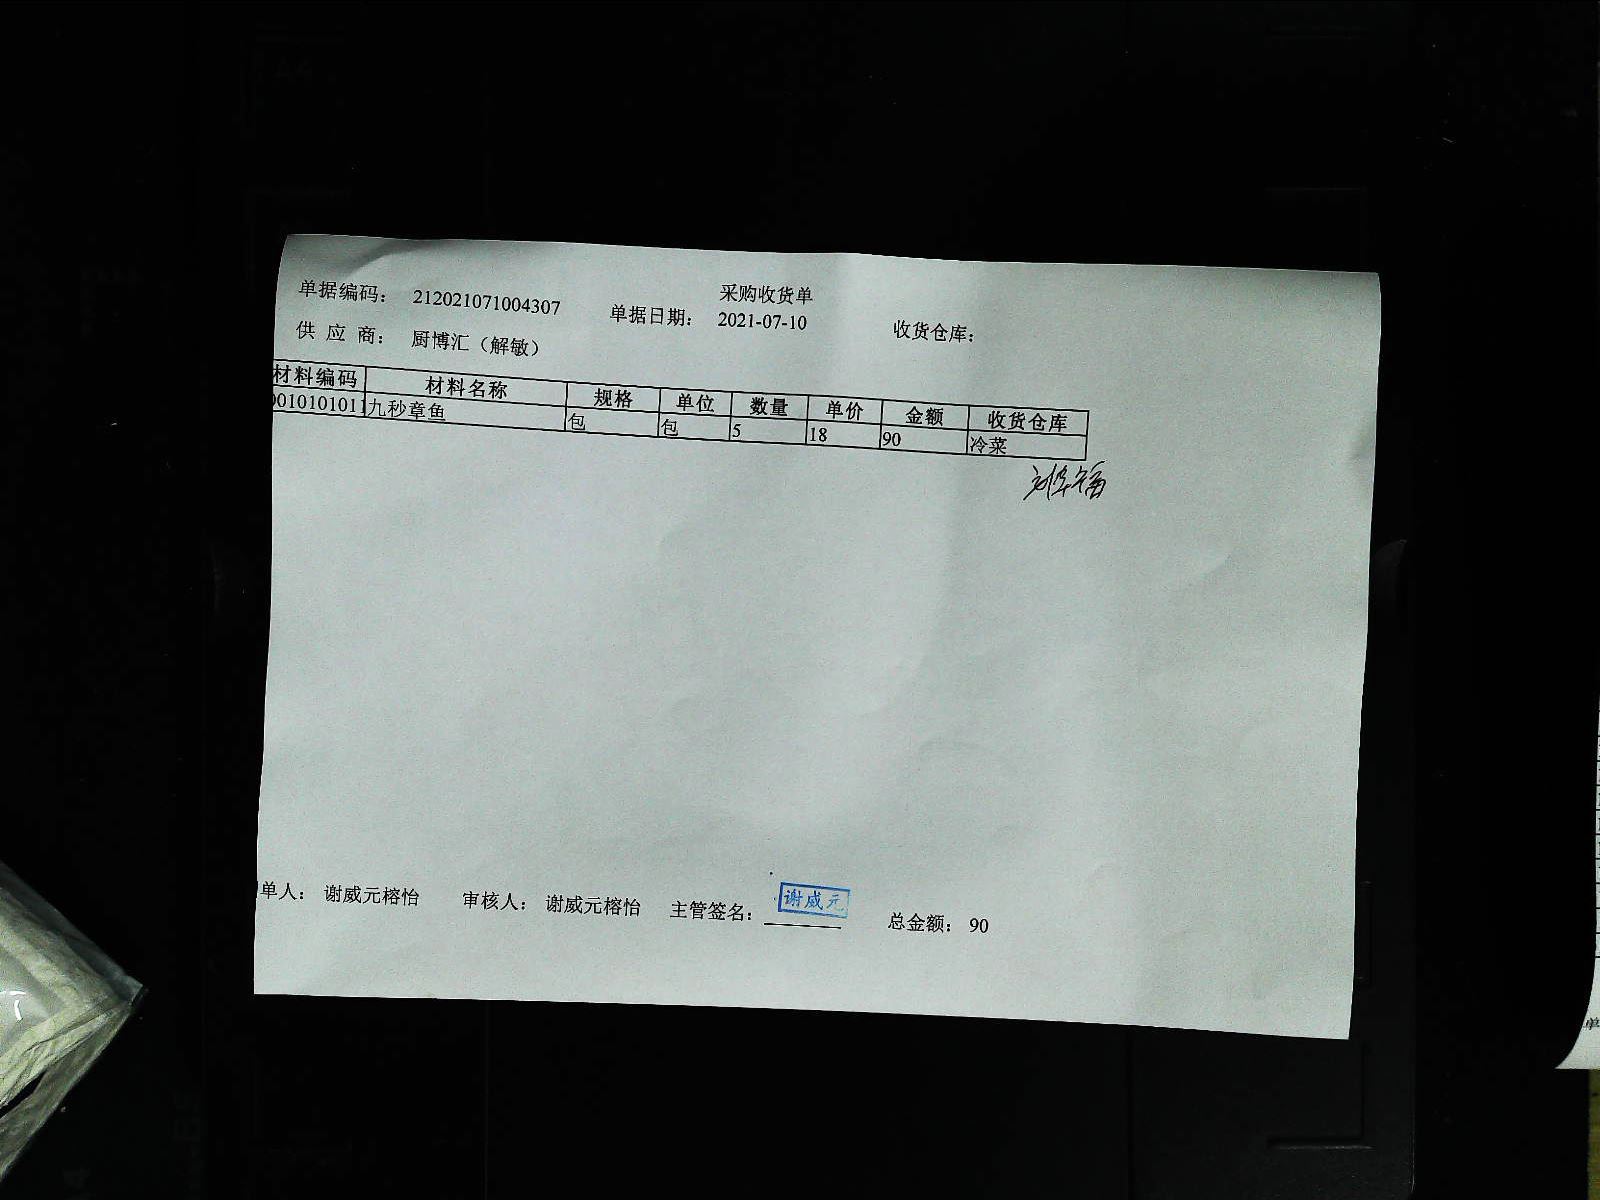 采购收货单
单据编码： 212021071004307 单据日期： 2021-07-10 收货仓库：
供 应 商： 厨博汇（解敏）
材料编码 材料名称 规格 单位 数量 单价 金额 收货仓库
0010101011 九秒章鱼 包 包 5 18 90 冷菜
单人： 谢威元榕怡 审核人： 谢威元榕怡 主管签名： 谢威元 总金额： 90